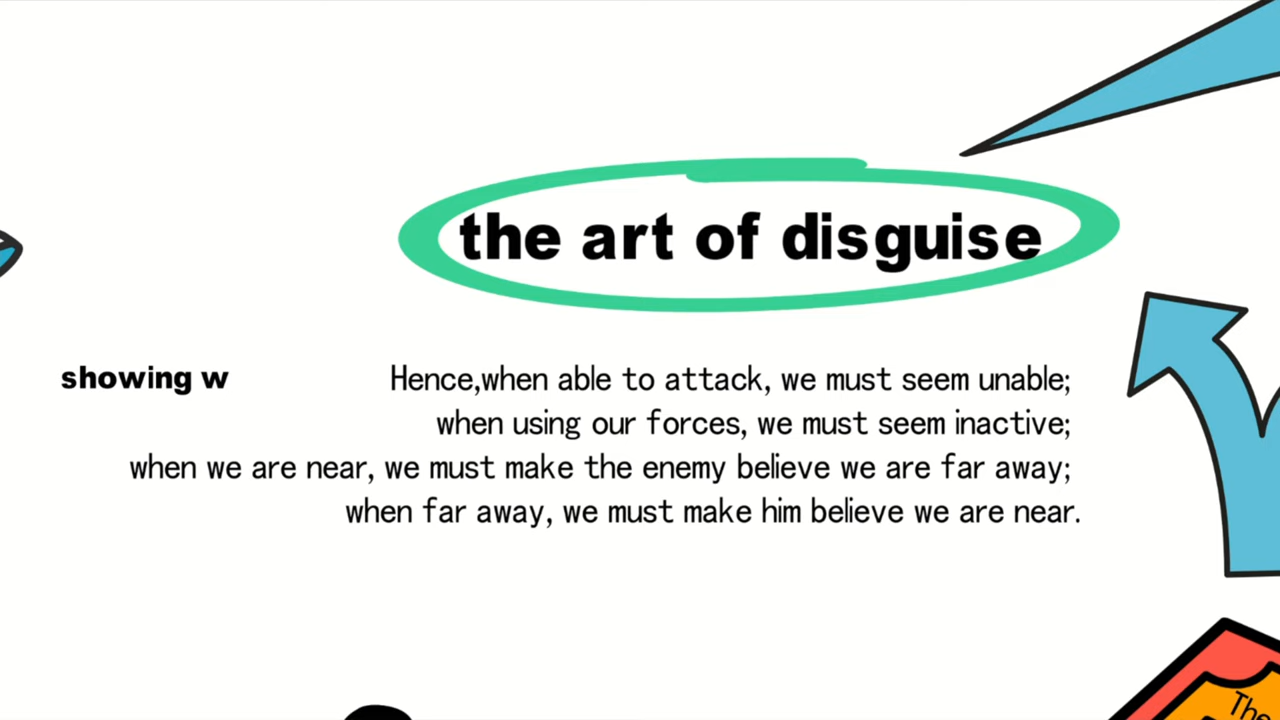 the art of disguise
showing w
Hence,when able to attack, we must seem unable;
when using our forces, we must seem inactive;
when we are near, we must make the enemy believe we are far away;
when far away, we must make him believe we are near.
The